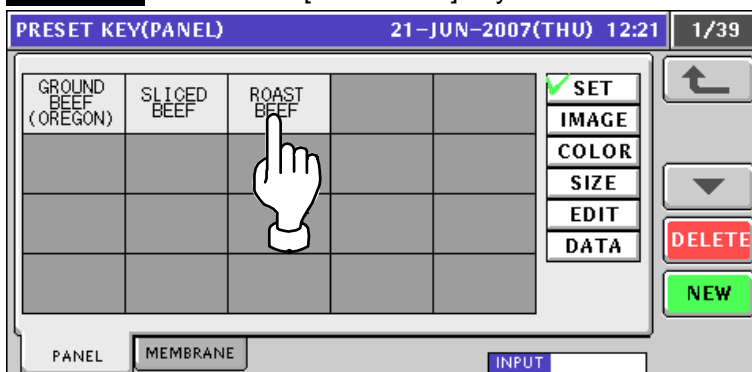 PRESET KEY(PANEL) 21-JUN-2007(THU) 12:21 1/39
GROUND
BEEF
(OREGON)
SLICED
BEEF
ROAST
BEEF
SET
IMAGE
COLOR
SIZE
EDIT
DATA
DELETE
NEW
PANEL
MEMBRANE
INPUT